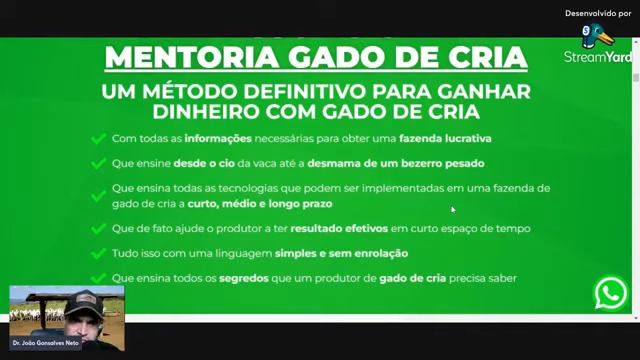 Desenvolvido por
StreamYard
MENTORIA GADO DE CRIA
UM MÉTODO DEFINITIVO PARA GANHAR
DINHEIRO COM GADO DE CRIA
Com todas as informações necessárias para obter uma fazenda lucrativa
Que ensine desde o cio da vaca até a desmama de um bezerro pesado
Que ensina todas as tecnologias que podem ser implementadas em uma fazenda de
gado de cria a curto, médio e longo prazo
Que de fato ajude o produtor a ter resultado efetivos em curto espaço de tempo
Tudo isso com uma linguagem simples e sem enrolação
Que ensina todos os segredos que um produtor de gado de cria precisa saber
Dr. João Gonsalves Neto